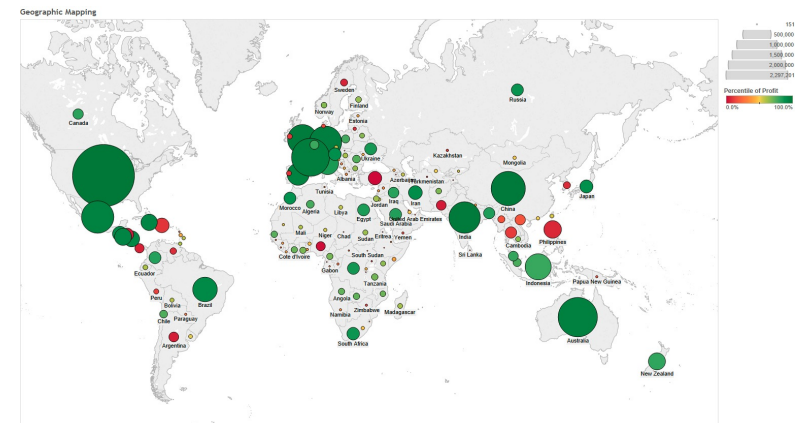 Geographic Mapping
151
500,000
1,000,000
1,500,000
2,000,000
2,287,201
Percentile of Profit
0.0% 100.0%
Sweden
Norway
Finland
Russia
Estonia
Canada
Ukraine
Kazakhstan
Mongolia
Albania
Azerbaijan
Turkmenistan
Tunisia
Jordan
Iraq
Iran
China
Japan
Morocco
Algeria
Libya
Egypt
United Arab Emirates
Saudi Arabia
India
Mali
Niger
Chad
Sudan
Eritrea
Yemen
Philippines
Cote d'Ivoire
South Sudan
Sri Lanka
Cambodia
Ecuador
Gabon
Tanzania
Indonesia
Papua New Guinea
Peru
Brazil
Bolivia
Angola
Zimbabwe
Madagascar
Chile
Paraguay
Namibia
Argentina
South Africa
Australia
New Zealand